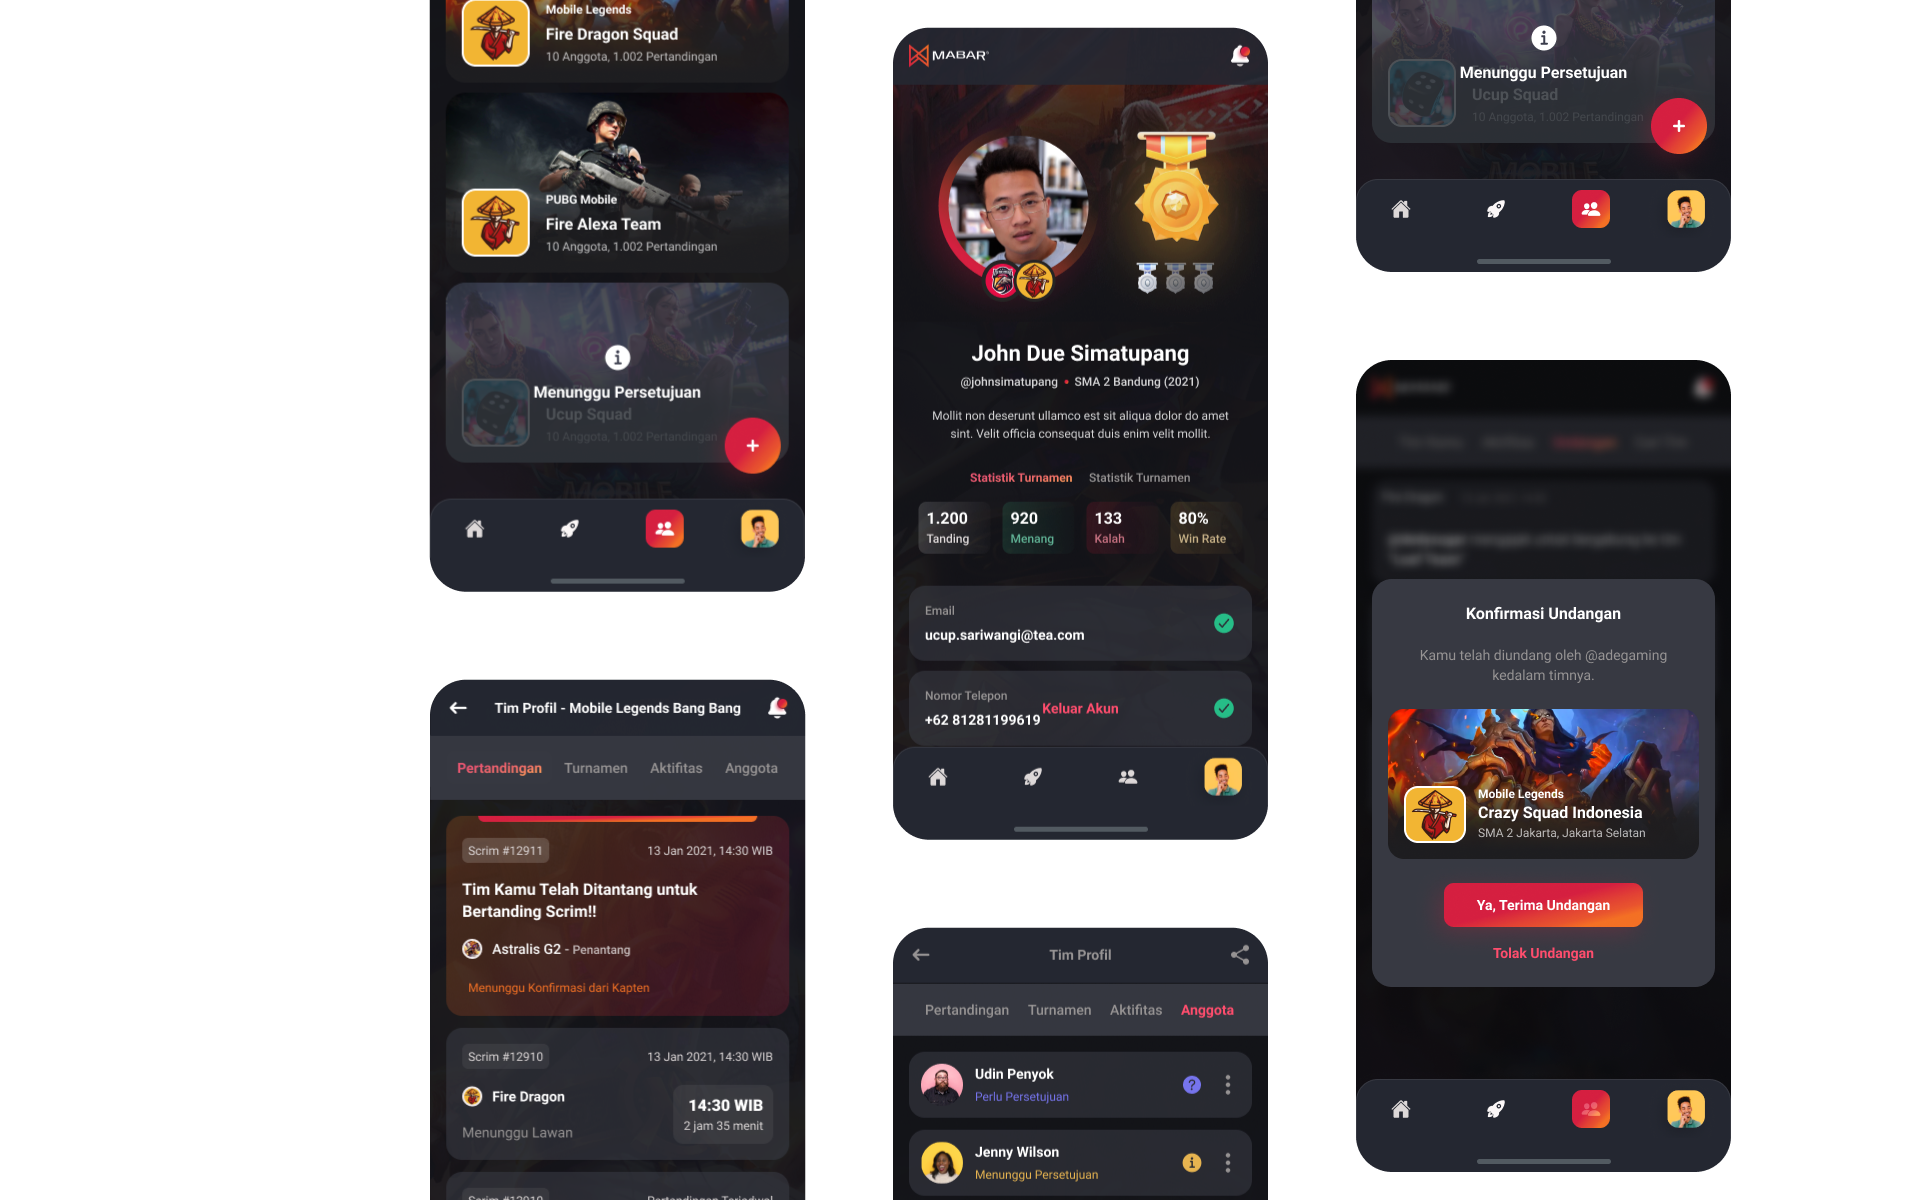 Mobile Legends
Fire Dragon Squad
10 Anggota, 1.002 Pertandingan
PUBG Mobile
Fire Alexa Team
10 Anggota, 1.002 Pertandingan
Menunggu Persetujuan
Ucup Squad
10 Anggota, 1.002 Pertandingan
MOBILE
Tim Profil - Mobile Legends Bang Bang
Pertandingan Turnamen Aktifitas Anggota
Scrim #12911 13 Jan 2021, 14:30 WIB
Tim Kamu Telah Ditantang untuk
Bertanding Scrim!!
Astralis G2 - Penantang
Menunggu Konfirmasi dari Kapten
Scrim #12910 13 Jan 2021, 14:30 WIB
Fire Dragon
14:30 WIB
2 jam 35 menit
Menunggu Lawan
Scrim #12910 Pertandingan Terjadwal
MABAR
John Due Simatupang
@johnsimatupang • SMA 2 Bandung (2021)
Mollit non deserunt ullamco est sit aliqua dolor do amet
sint. Velit officia consequat duis enim velit mollit.
Statistik Turnamen Statistik Turnamen
1.200 920 133 80%
Tanding Menang Kalah Win Rate
Email
ucup.sariwangi@tea.com
Nomor Telepon
+62 81281199619
Keluar Akun
Tim Profil
Pertandingan Turnamen Aktifitas Anggota
Udin Penyok
Perlu Persetujuan
Jenny Wilson
Menunggu Persetujuan
Menunggu Persetujuan
Ucup Squad
10 Anggota, 1.002 Pertandingan
MOBILE
Konfirmasi Undangan
Kamu telah diundang oleh @adegaming
kedalam timnya.
Mobile Legends
Crazy Squad Indonesia
SMA 2 Jakarta, Jakarta Selatan
Ya, Terima Undangan
Tolak Undangan